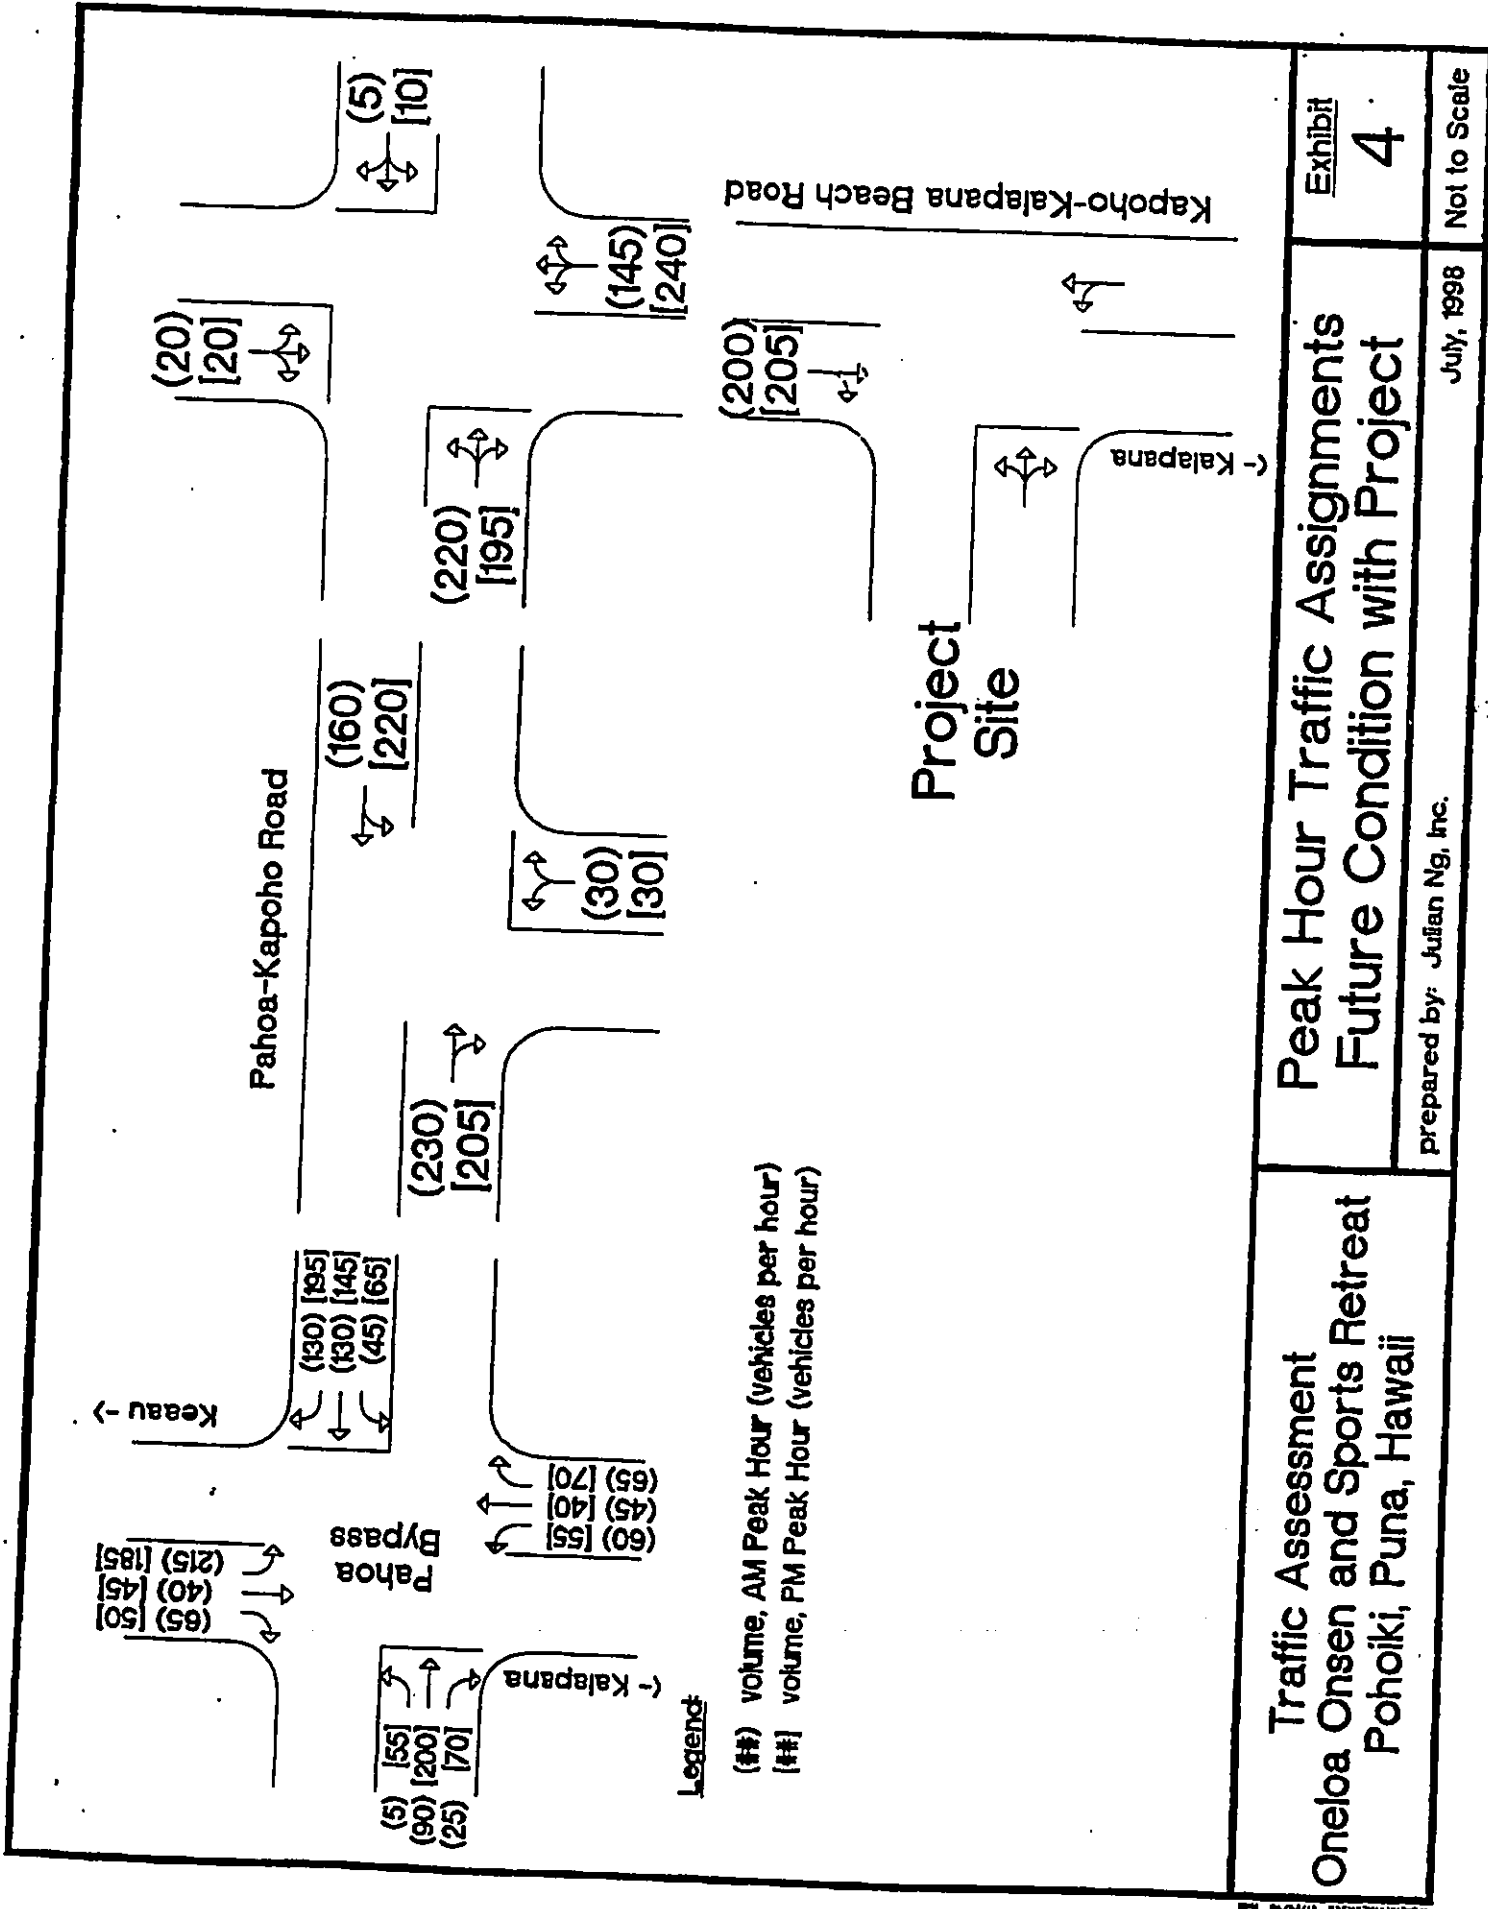 Keaau ->
(65) [50]
(40) [45]
(215) [185]
(130) [195]
(130) [145]
(45) [65]
Pahoa
Bypass
(5) [55]
(90) [200]
(25) [70]
(60) [55]
(45) [40]
(65) [70]
<- Kalapana
Pahoa-Kapoho Road
(230)
[205]
(160)
[220]
(30)
[30]
(20)
[20]
(5)
[10]
(220)
[195]
(145)
[240]
Kapoho-Kalapana Beach Road
(200)
[205]
Project
Site
<- Kalapana
Legend:
(##) volume, AM Peak Hour (vehicles per hour)
[##] volume, PM Peak Hour (vehicles per hour)
Traffic Assessment
Oneloa Onsen and Sports Retreat
Pohoiki, Puna, Hawaii
Peak Hour Traffic Assignments
Future Condition with Project
prepared by: Julian Ng, Inc.
July, 1998
Exhibit
4
Not to Scale